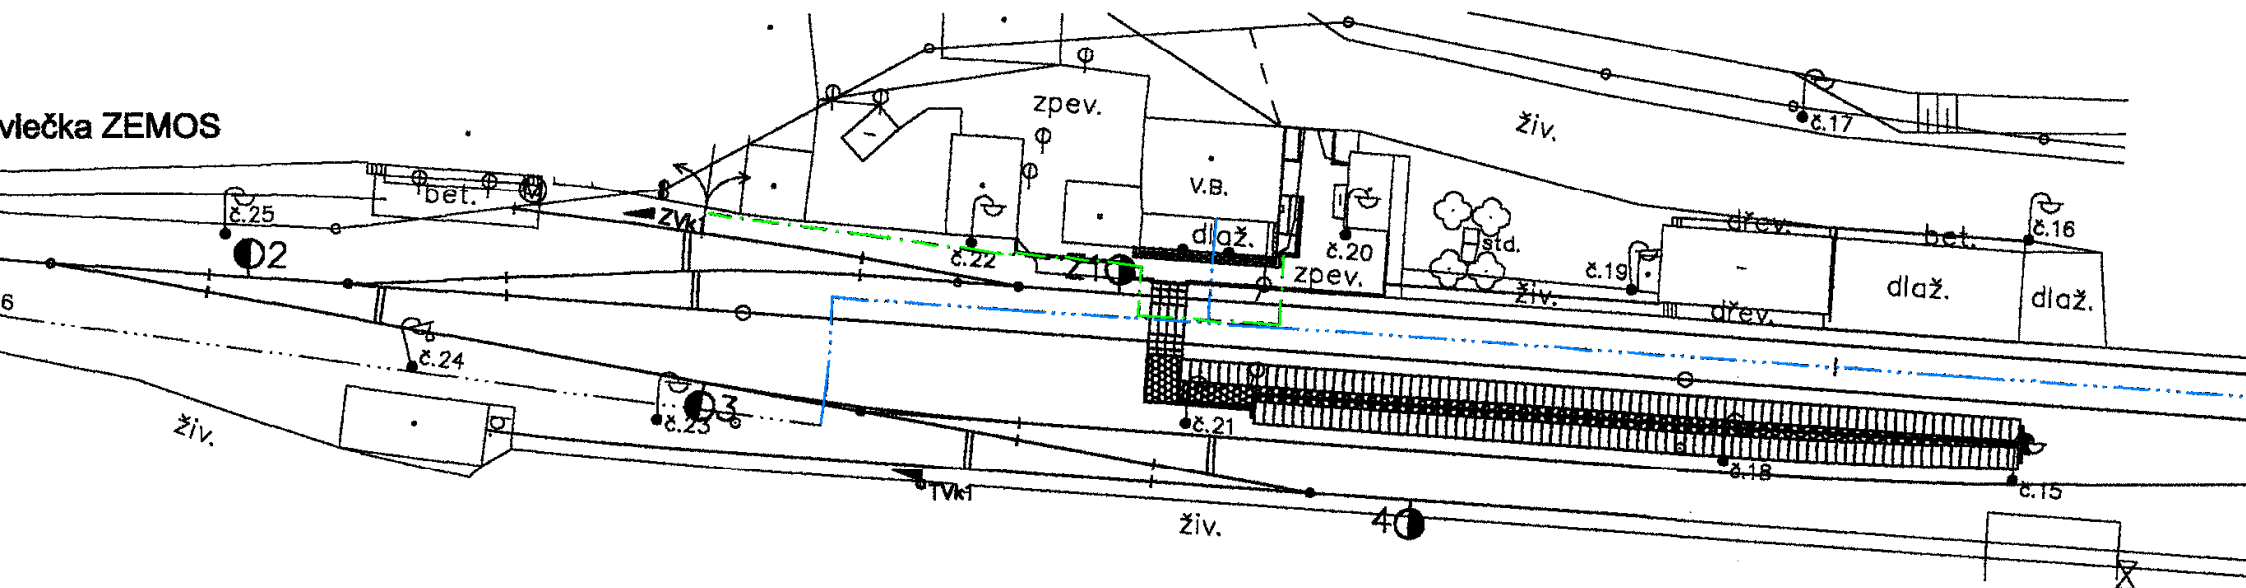 zpev.
vlečka ZEMOS
živ.
č.17
V.B.
bet.
č.25
ZVk1
dlaž.
č.20
std.
dřev.
bet.
č.16
2
č.22
Z1
zpev.
č.19
živ.
dlaž.
dlaž.
6
dřev.
č.24
3
č.23
živ.
č.21
č.18
TVk1
č.15
živ.
4